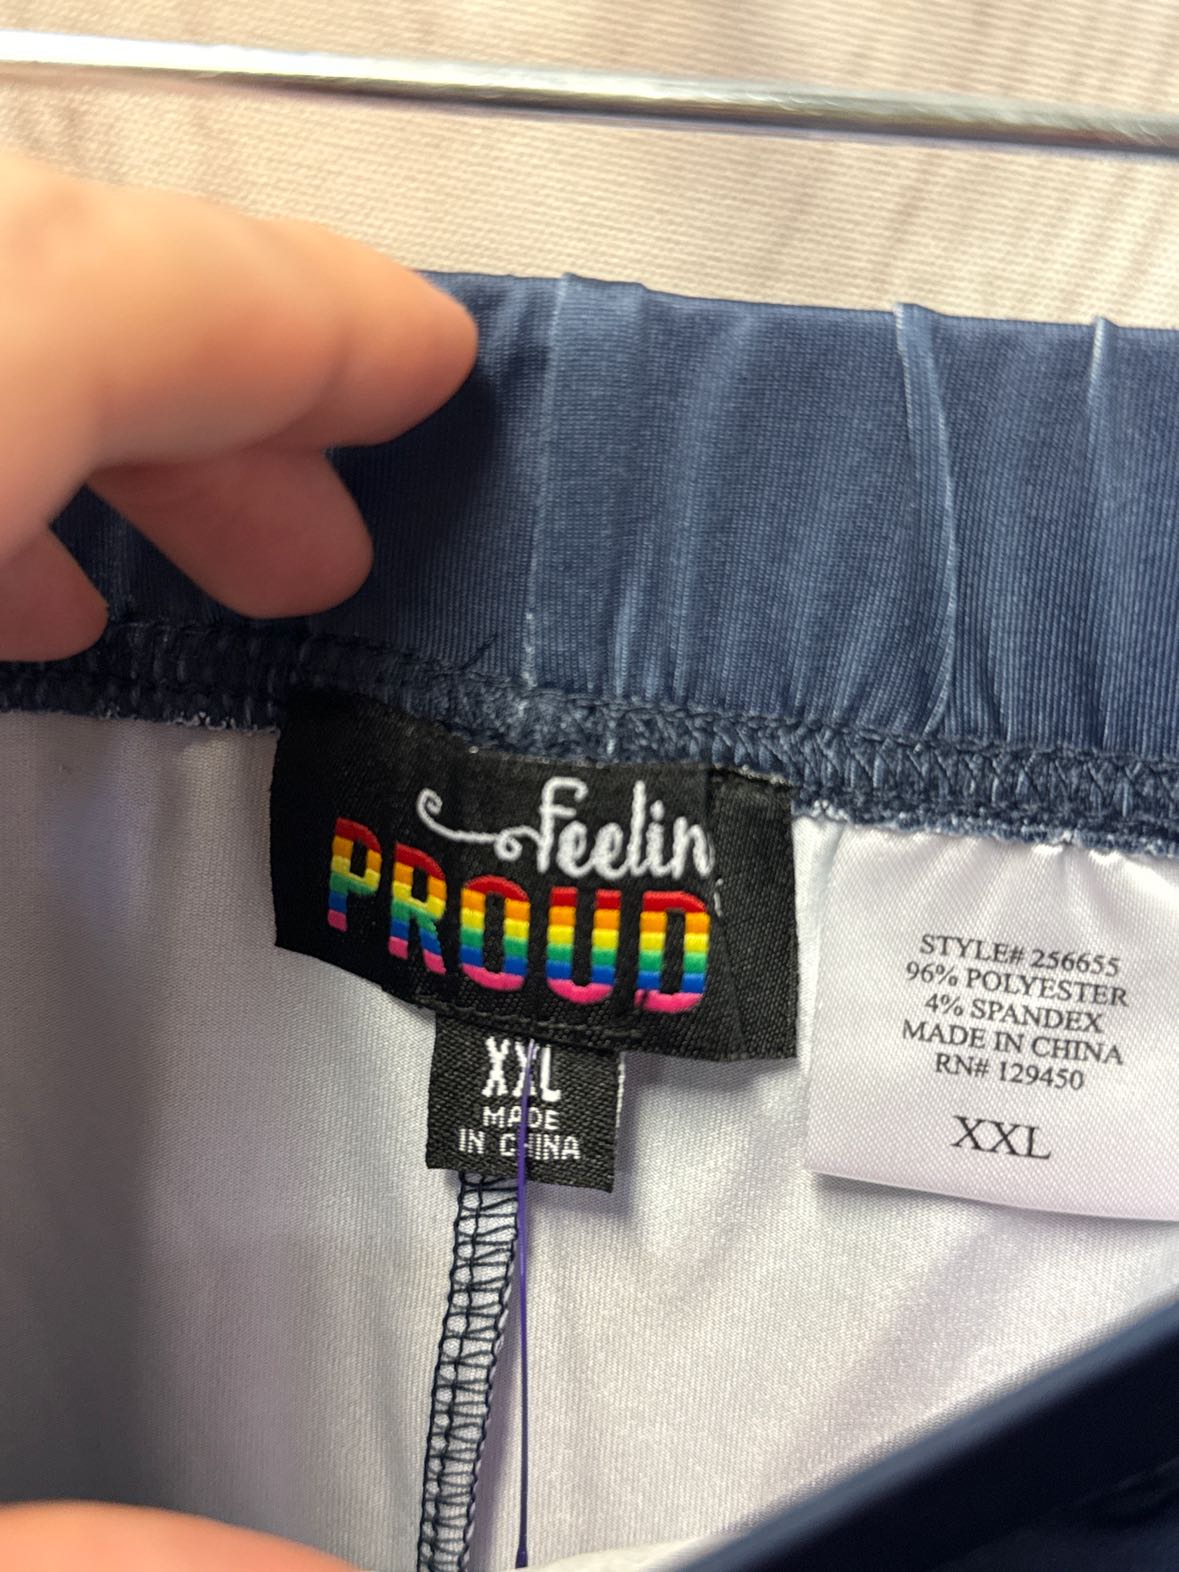 feelin
PROUD
XXL
MADE
IN CHINA
STYLE# 256655
96% POLYESTER
4% SPANDEX
MADE IN CHINA
RN# 129450
XXL